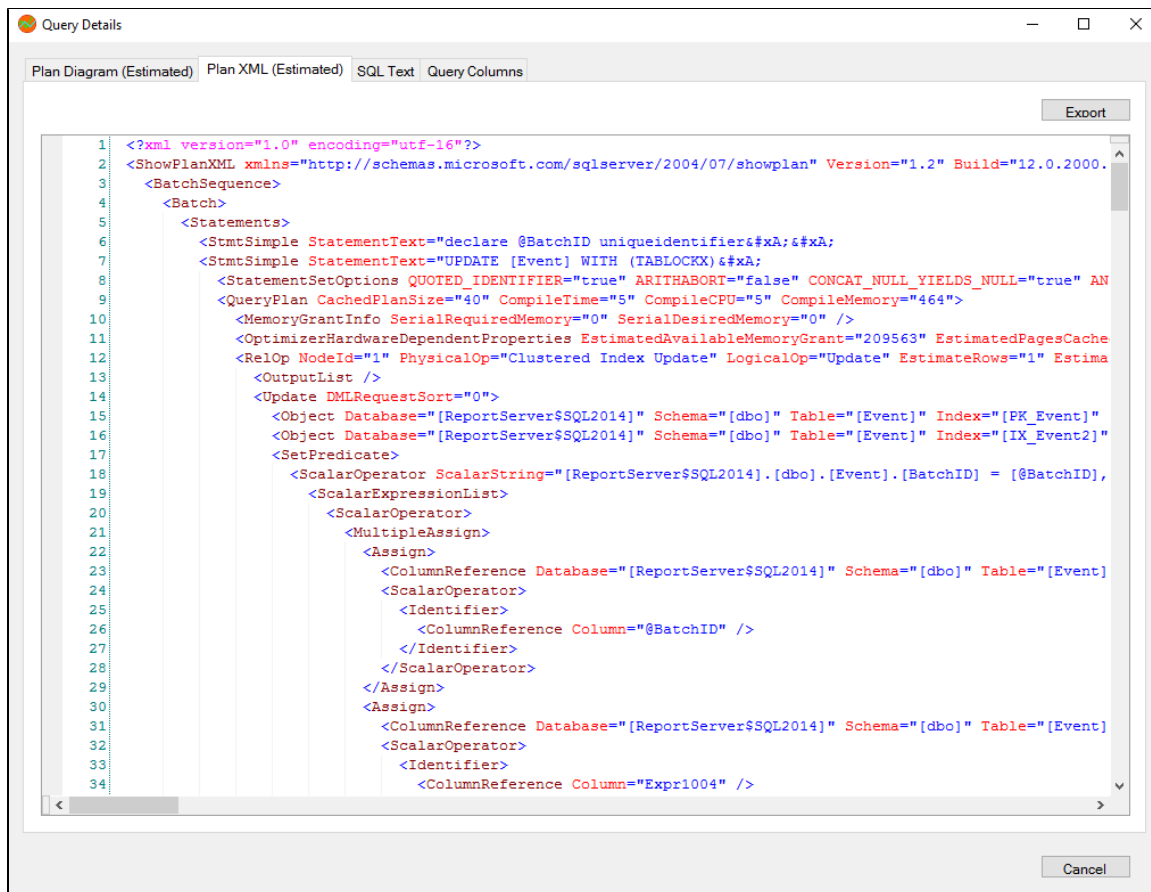 Query Details
Plan Diagram (Estimated) Plan XML (Estimated) SQL Text Query Columns
Export
1 <?xml version="1.0" encoding="utf-16"?>
2 <ShowPlanXML xmlns="http://schemas.microsoft.com/sqlserver/2004/07/showplan" Version="1.2" Build="12.0.2000.
3 <BatchSequence>
4 <Batch>
5 <Statements>
6 <StmtSimple StatementText="declare @BatchID uniqueidentifier&#xA;&#xA;
7 <StmtSimple StatementText="UPDATE [Event] WITH (TABLOCKX)&#xA;
8 <StatementSetOptions QUOTED_IDENTIFIER="true" ARITHABORT="false" CONCAT_NULL_YIELDS_NULL="true" AN
9 <QueryPlan CachedPlanSize="40" CompileTime="5" CompileCPU="5" CompileMemory="464">
10 <MemoryGrantInfo SerialRequiredMemory="0" SerialDesiredMemory="0" />
11 <OptimizerHardwareDependentProperties EstimatedAvailableMemoryGrant="209563" EstimatedPagesCache
12 <RelOp NodeId="1" PhysicalOp="Clustered Index Update" LogicalOp="Update" EstimateRows="1" Estima
13 <OutputList />
14 <Update DMLRequestSort="0">
15 <Object Database="[ReportServer$SQL2014]" Schema="[dbo]" Table="[Event]" Index="[PK_Event]"
16 <Object Database="[ReportServer$SQL2014]" Schema="[dbo]" Table="[Event]" Index="[IX_Event2]"
17 <SetPredicate>
18 <ScalarOperator ScalarString="[ReportServer$SQL2014].[dbo].[Event].[BatchID] = [@BatchID],
19 <ScalarExpressionList>
20 <ScalarOperator>
21 <MultipleAssign>
22 <Assign>
23 <ColumnReference Database="[ReportServer$SQL2014]" Schema="[dbo]" Table="[Event]
24 <ScalarOperator>
25 <Identifier>
26 <ColumnReference Column="@BatchID" />
27 </Identifier>
28 </ScalarOperator>
29 </Assign>
30 <Assign>
31 <ColumnReference Database="[ReportServer$SQL2014]" Schema="[dbo]" Table="[Event]
32 <ScalarOperator>
33 <Identifier>
34 <ColumnReference Column="Expr1004" />
Cancel